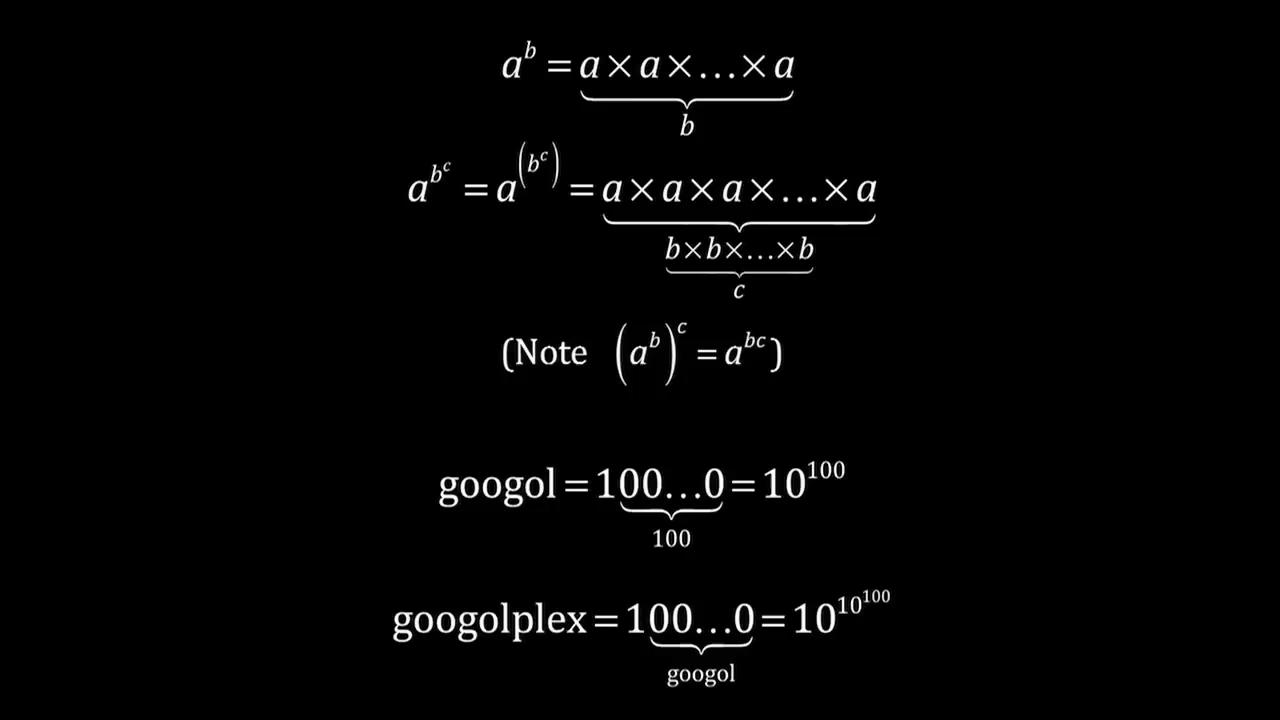 a^b = a×a×...×a
b
a^{b^c} = a^{(b^c)} = a×a×a×...×a
b×b×...×b
c
(Note (a^b)^c = a^{bc})
googol = 100...0 = 10^{100}
100
googolplex = 100...0 = 10^{10^{100}}
googol